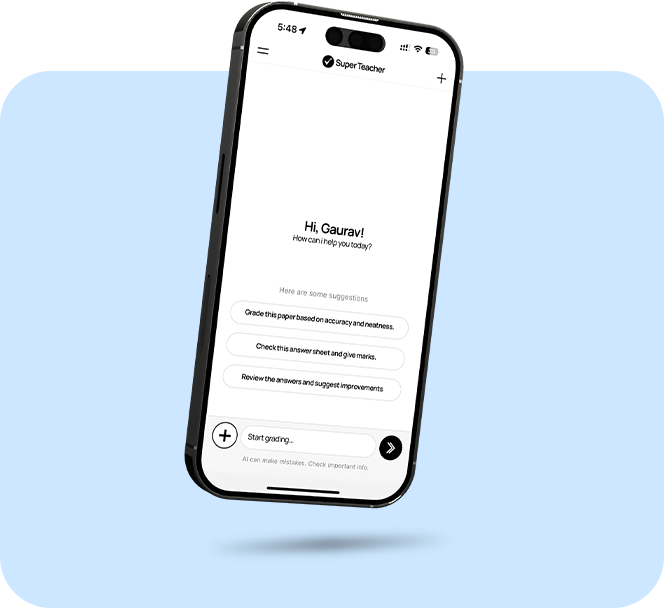 5:48
SuperTeacher
Hi, Gaurav!
How can i help you today?
Here are some suggestions
Grade this paper based on accuracy and neatness.
Check this answer sheet and give marks.
Review the answers and suggest improvements
Start grading...
AI can make mistakes. Check important info.